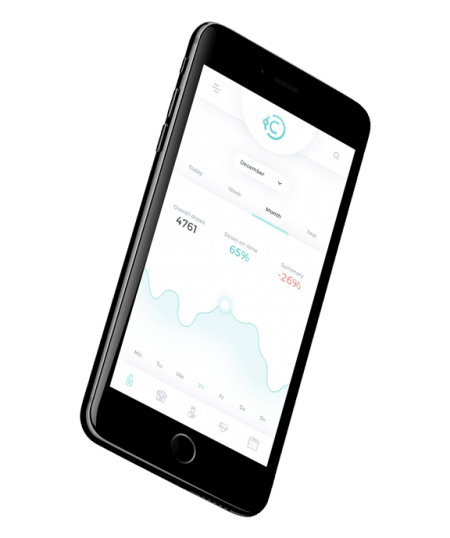 December
Today
Week
Month
Year
Overall doses
4761
Doses on time
65%
Summary
-26%
Mo
Tu
We
Th
Fr
Sa
Su